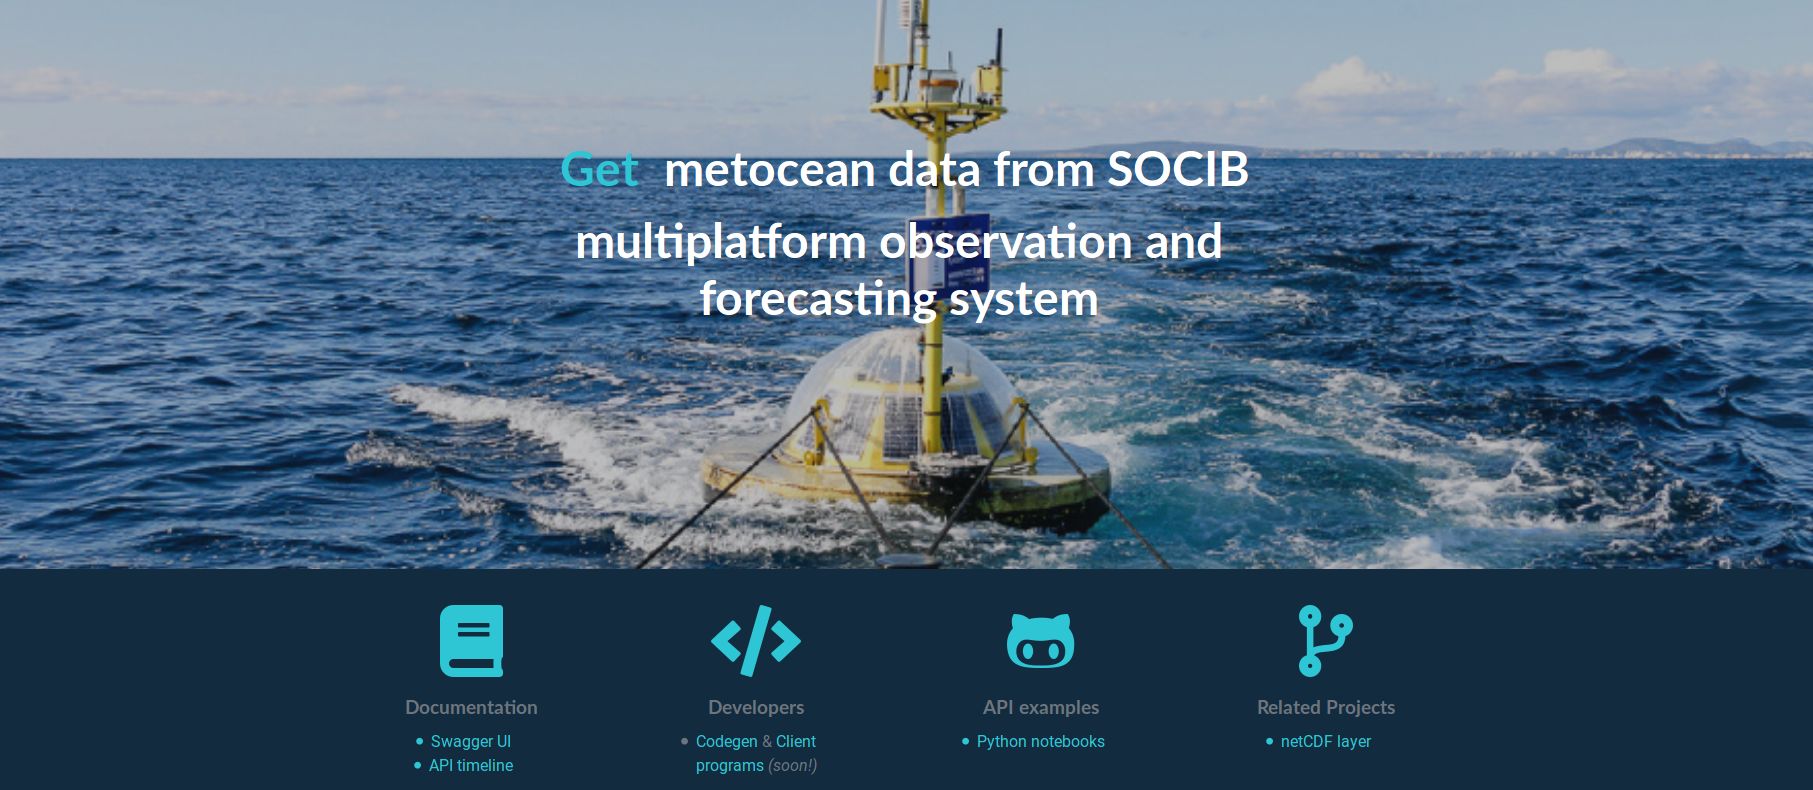 Get metocean data from SOCIB
multiplatform observation and
forecasting system
Documentation
Swagger UI
API timeline
Developers
Codegen & Client
programs (soon!)
API examples
Python notebooks
Related Projects
netCDF layer